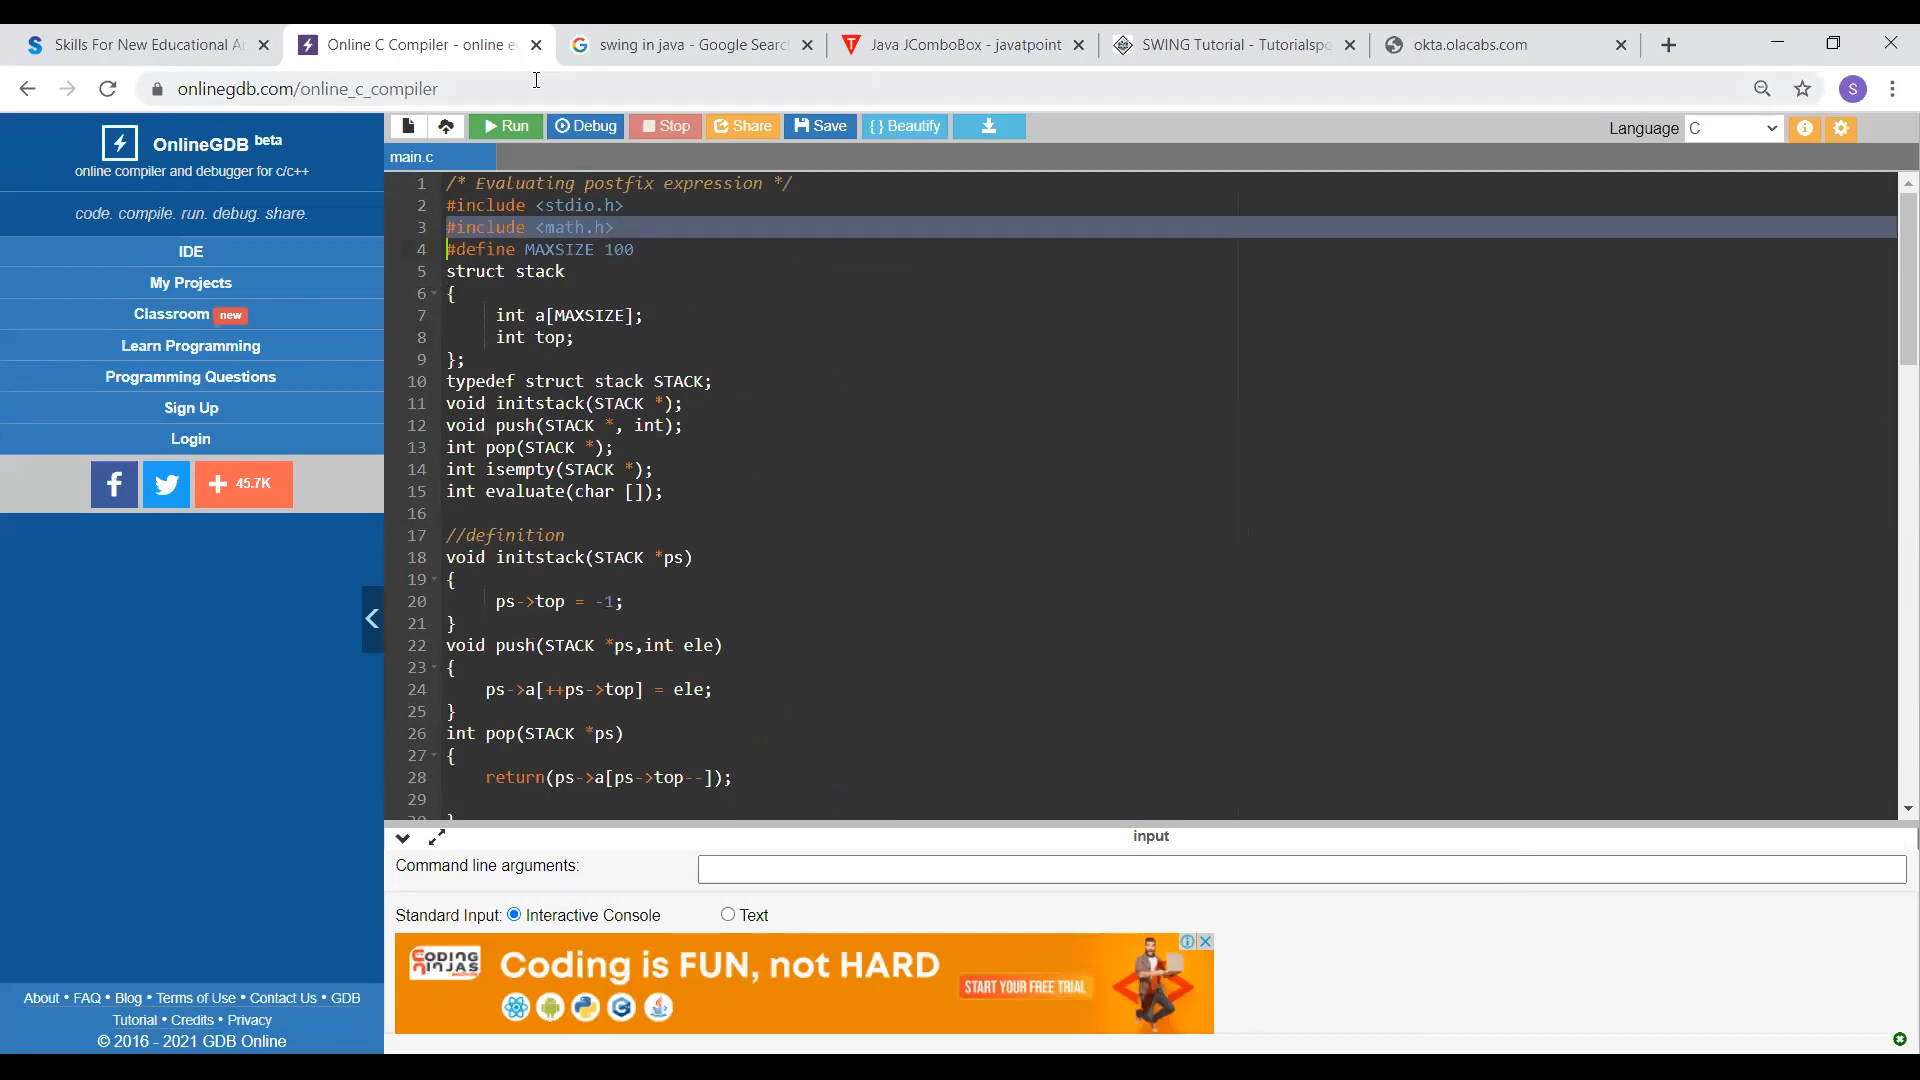 Skills For New Educational Ar
Online C Compiler - online e
swing in java - Google Searc
Java JComboBox - javatpoint
SWING Tutorial - Tutorialspo
okta.olacabs.com
onlinegdb.com/online_c_compiler
S
OnlineGDB beta
online compiler and debugger for c/c++
code. compile. run. debug. share.
IDE
My Projects
Classroom new
Learn Programming
Programming Questions
Sign Up
Login
45.7K
About • FAQ • Blog • Terms of Use • Contact Us • GDB
Tutorial • Credits • Privacy
© 2016 - 2021 GDB Online
Run
Debug
Stop
Share
Save
{ } Beautify
Language C
main.c
1 /* Evaluating postfix expression */
2 #include <stdio.h>
3 #include <math.h>
4 #define MAXSIZE 100
5 struct stack
6 {
7 int a[MAXSIZE];
8 int top;
9 };
10 typedef struct stack STACK;
11 void initstack(STACK *);
12 void push(STACK *, int);
13 int pop(STACK *);
14 int isempty(STACK *);
15 int evaluate(char []);
16
17 //definition
18 void initstack(STACK *ps)
19 {
20 ps->top = -1;
21 }
22 void push(STACK *ps,int ele)
23 {
24 ps->a[++ps->top] = ele;
25 }
26 int pop(STACK *ps)
27 {
28 return(ps->a[ps->top--]);
29
30 }
input
Command line arguments:
Standard Input: Interactive Console Text
CODING NINJAS
Coding is FUN, not HARD
START YOUR FREE TRIAL